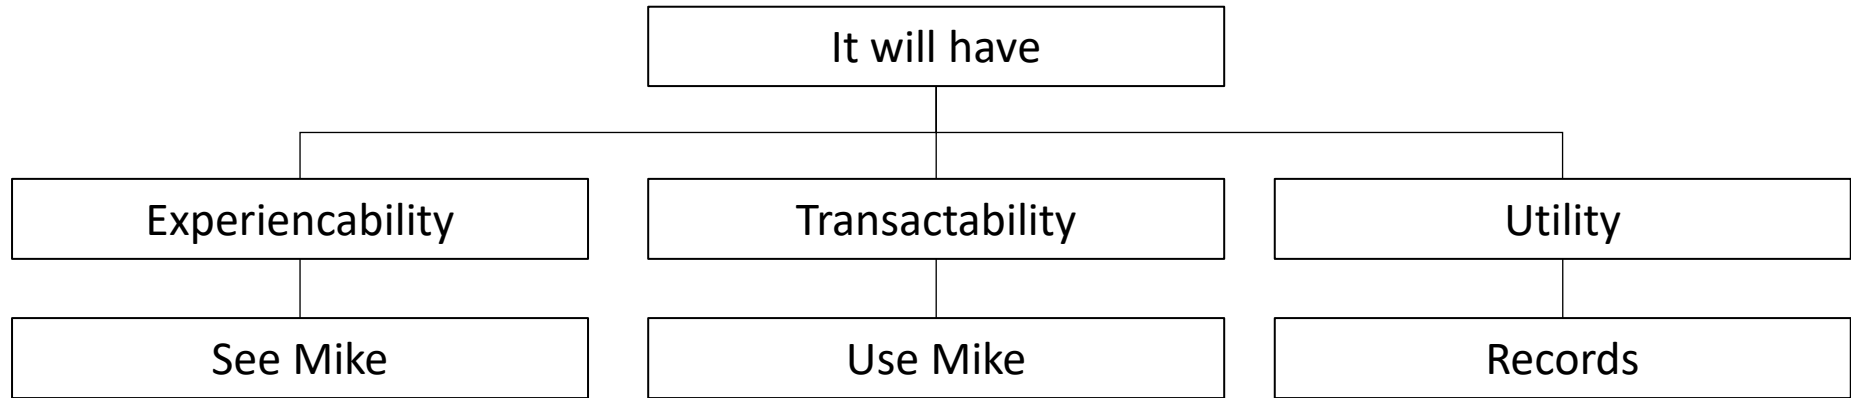 It will have
Experiencability
Transactability
Utility
See Mike
Use Mike
Records